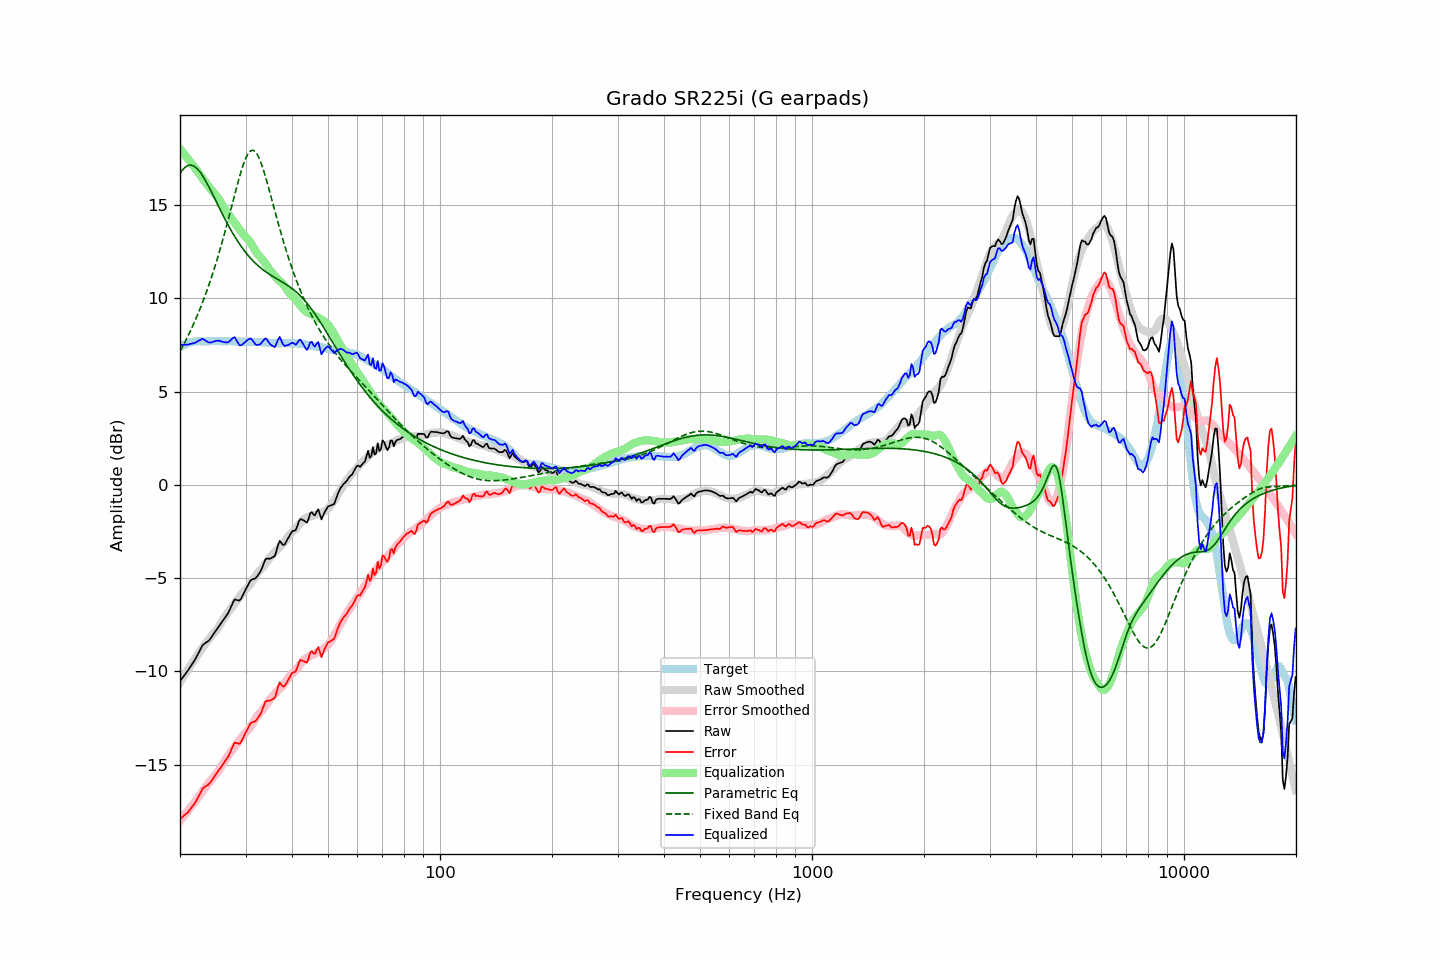 Grado SR225i (G earpads)
Amplitude (dBr)
15
10
5
0
−5
−10
−15
Target
Raw Smoothed
Error Smoothed
Raw
Error
Equalization
Parametric Eq
Fixed Band Eq
Equalized
100
1000
10000
Frequency (Hz)